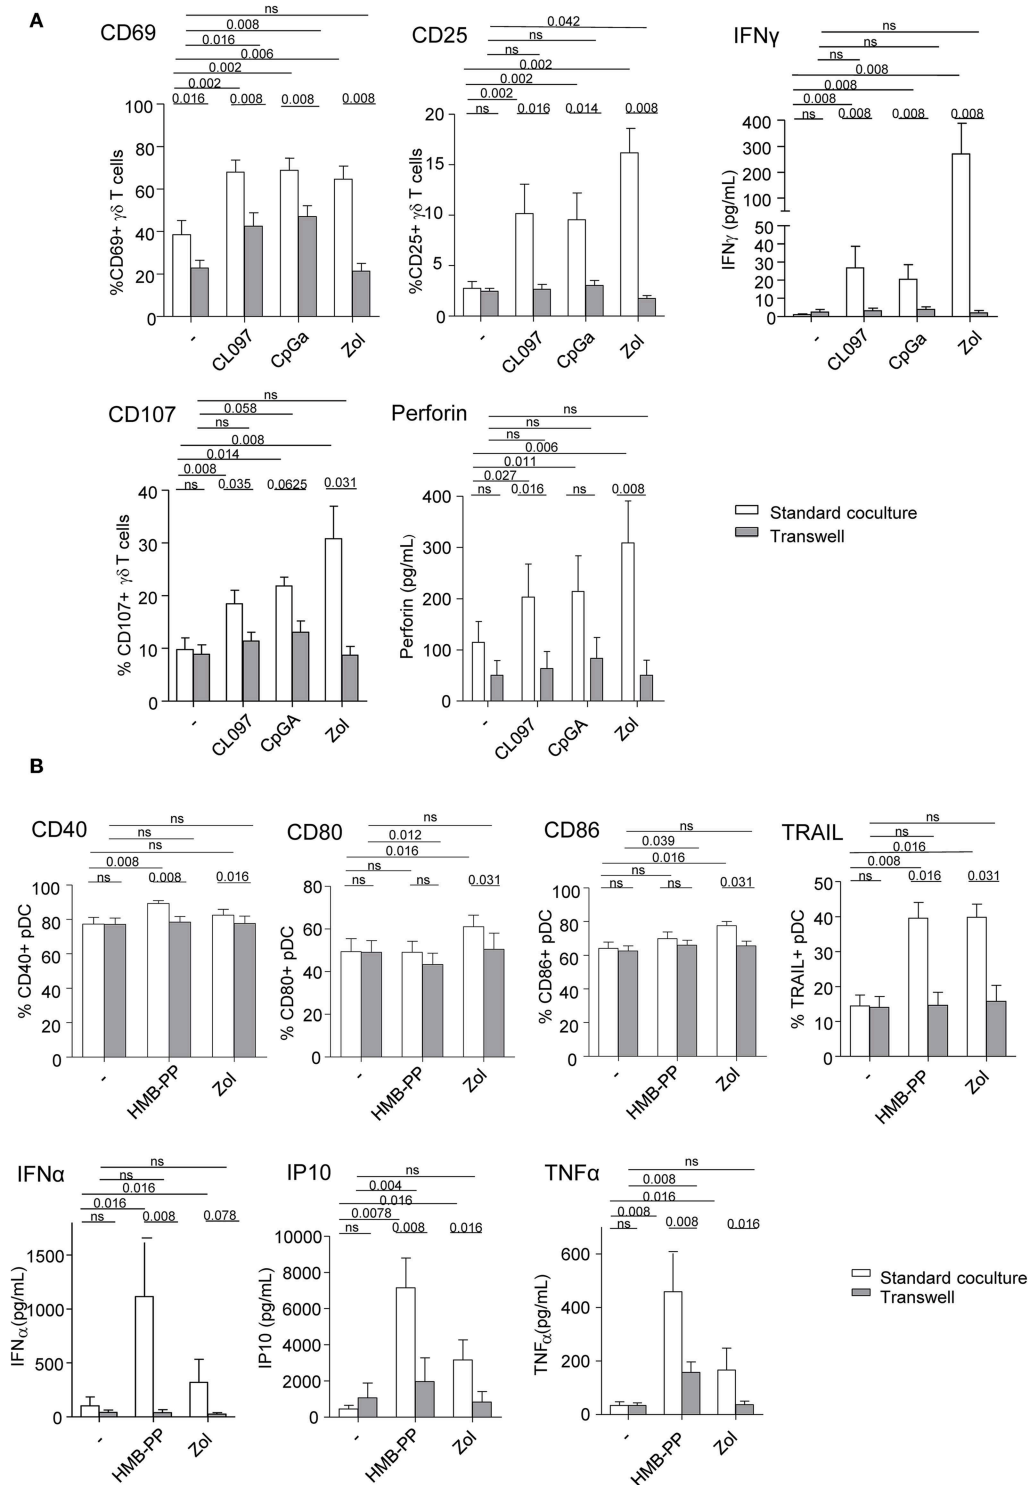 A
CD69
ns
0.008
0.016
0.006
0.002
0.002
0.016 0.008 0.008 0.008
100
80
60
40
20
0
%CD69+ γδ T cells
- CL097 CpGa Zol
CD25
0.042
ns
ns
0.002
0.002
0.002
ns 0.016 0.014 0.008
20
15
10
5
0
%CD25+ γδ T cells
- CL097 CpGa Zol
IFNγ
ns
ns
ns
0.008
0.008
0.008
ns 0.008 0.008 0.008
400
300
200
100
50
40
30
20
10
0
IFNγ (pg/mL)
- CL097 CpGa Zol
CD107
ns
0.058
ns
0.008
0.014
0.008
ns 0.035 0.0625 0.031
40
30
20
10
0
% CD107+ γδ T cells
- CL097 CpGA Zol
Perforin
ns
ns
ns
0.006
0.011
0.027
ns 0.016 ns 0.008
400
300
200
100
0
Perforin (pg/mL)
- CL097 CpGA Zol
Standard coculture
Transwell
B
CD40
ns
ns
ns
0.008
ns 0.008 0.016
100
80
60
40
20
0
% CD40+ pDC
- HMB-PP Zol
CD80
ns
0.012
0.016
ns
ns ns 0.031
80
60
40
20
0
% CD80+ pDC
- HMB-PP Zol
CD86
ns
0.039
0.016
ns
ns ns 0.031
100
80
60
40
20
0
% CD86+ pDC
- HMB-PP Zol
TRAIL
ns
ns
0.016
0.008
ns 0.016 0.031
50
40
30
20
10
0
% TRAIL+ pDC
- HMB-PP Zol
IFNα
ns
ns
0.016
0.016
ns 0.008 0.078
1500
1000
500
0
IFNα(pg/mL)
- HMB-PP Zol
IP10
ns
0.004
0.016
0.0078
ns 0.008 0.016
10000
8000
6000
4000
2000
0
IP10 (pg/mL)
- HMB-PP Zol
TNFα
ns
0.008
0.016
0.008
ns 0.008 0.016
600
400
200
0
TNFα(pg/mL)
- HMB-PP Zol
Standard coculture
Transwell